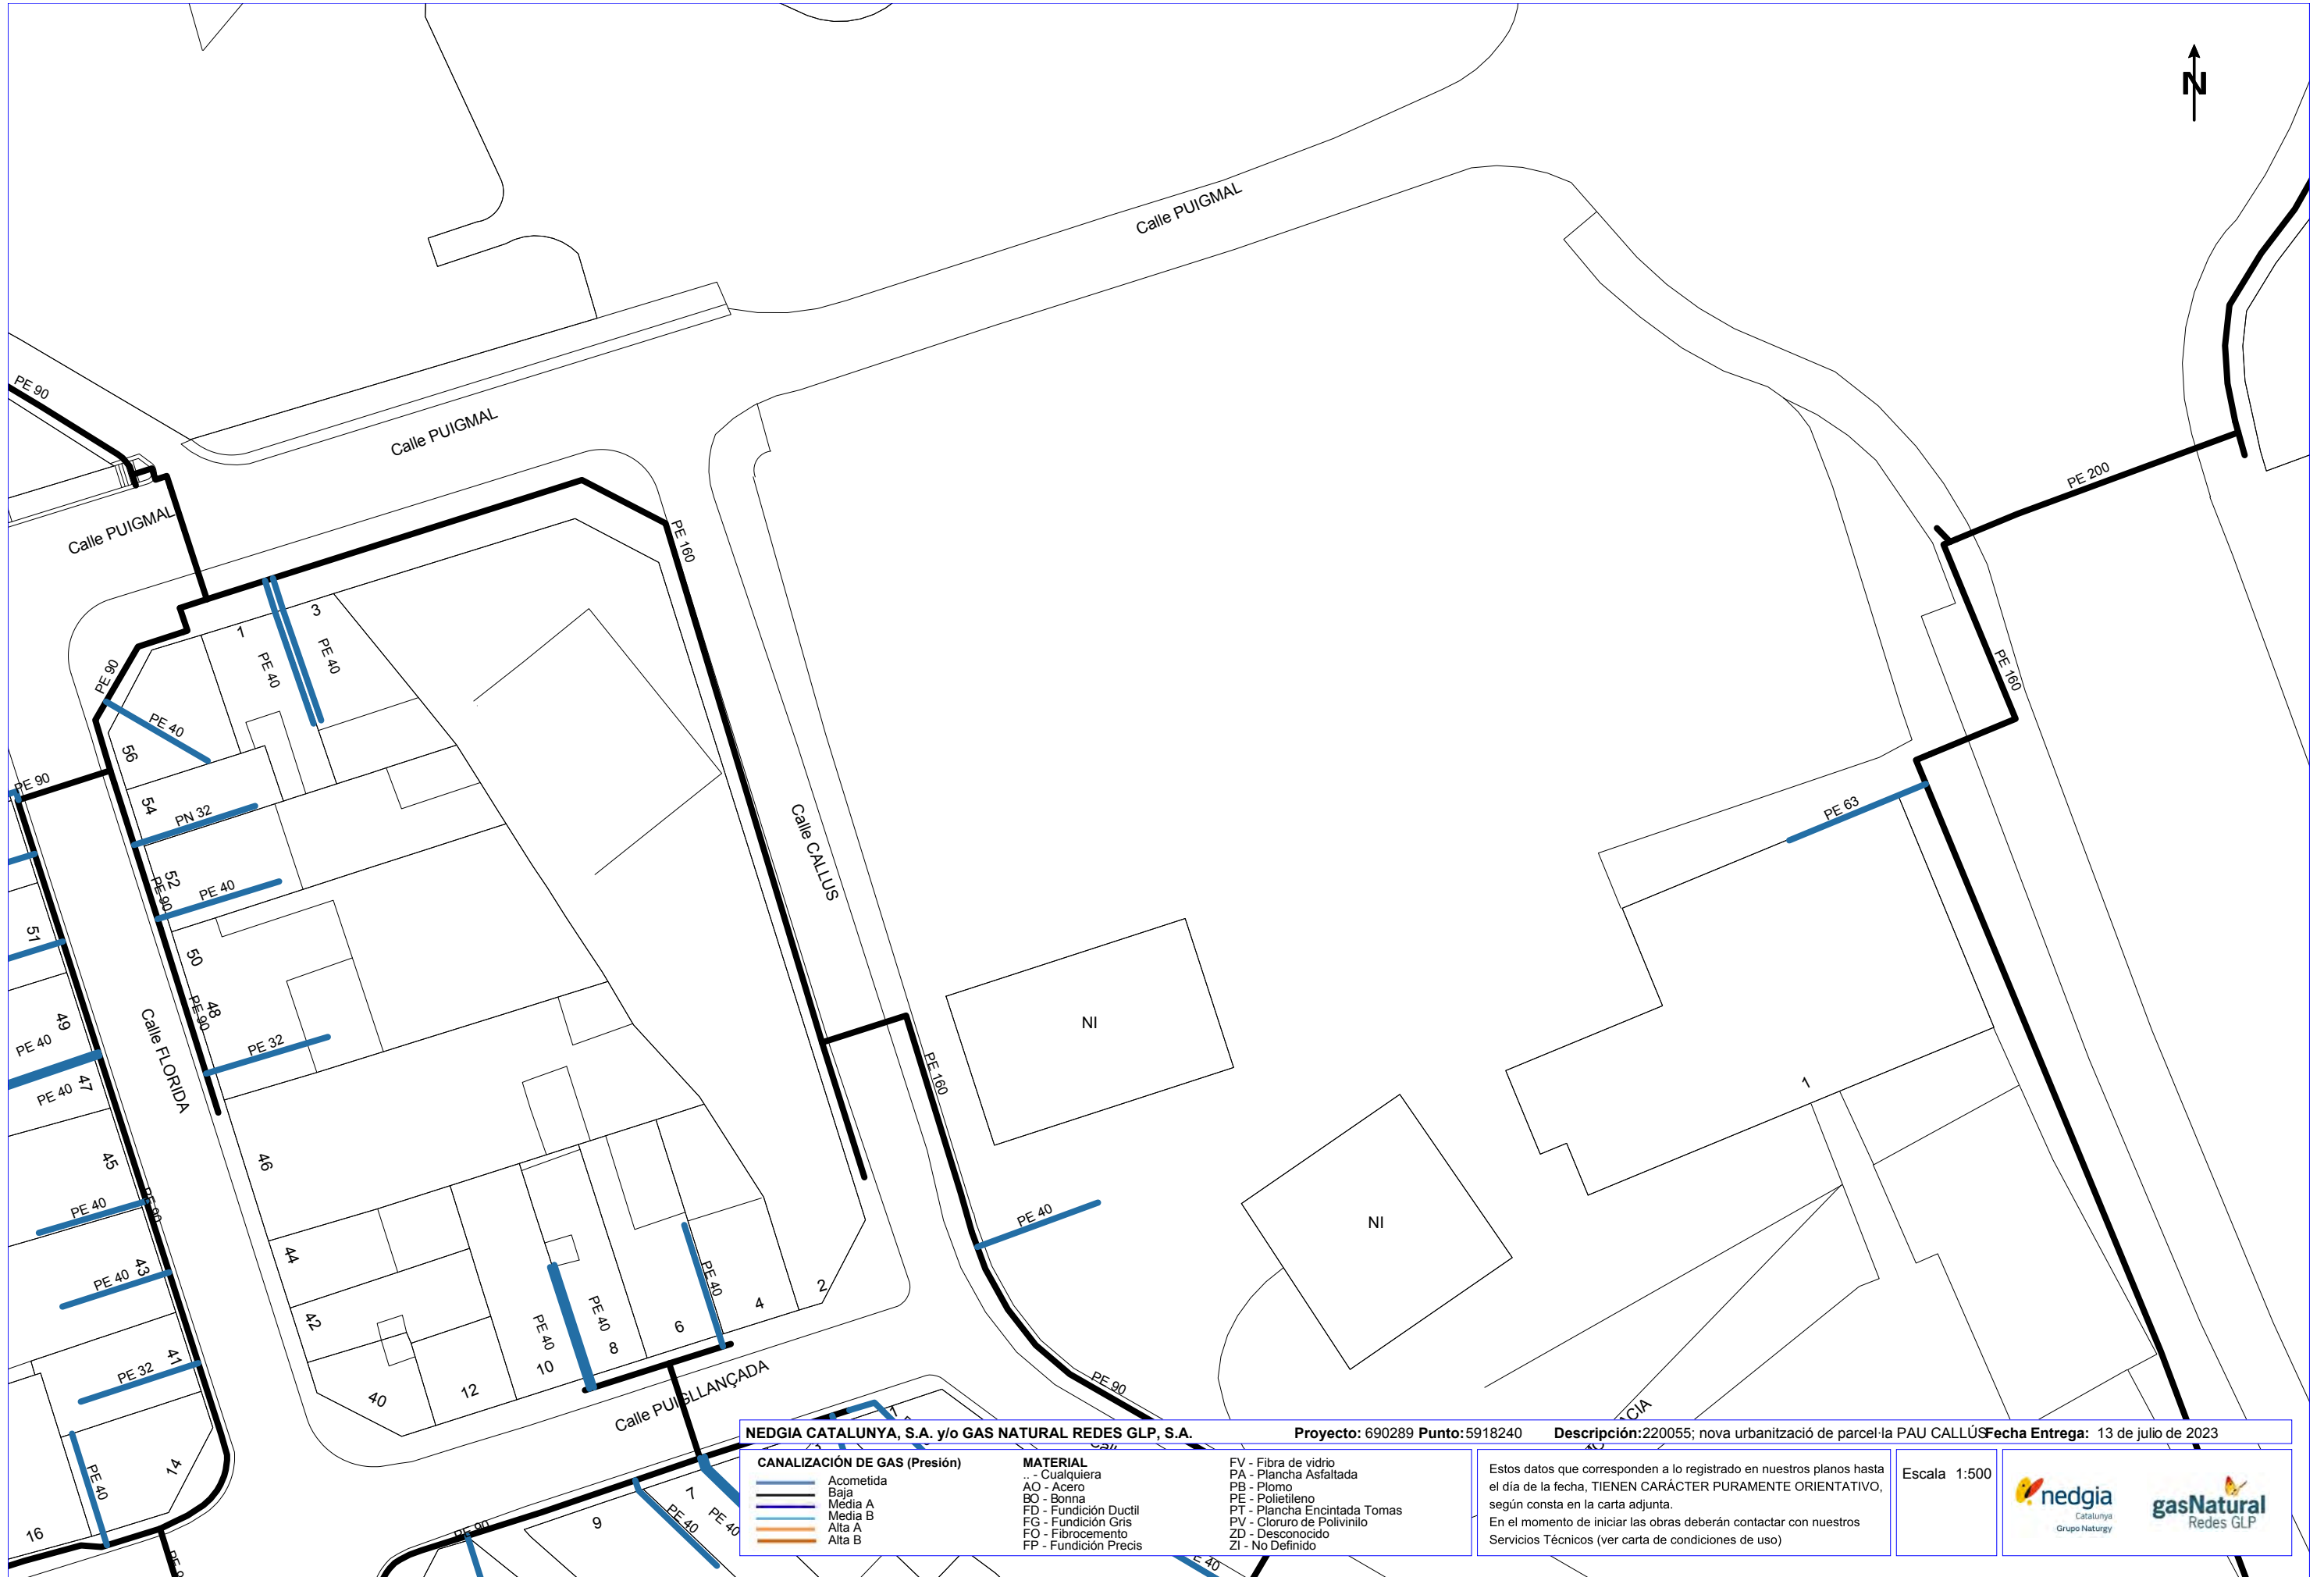 N
Calle PUIGMAL
PE 90
Calle PUIGMAL
PE 200
PE 160
Calle PUIGMAL
3
1
PE 40
PE 40
PE 160
PE 90
PE 40
56
PE 90
54
PN 32
PE 63
Calle CALLUS
52
PE 90
PE 40
51
50
48
PE 90
49
Calle FLORIDA
NI
PE 40
PE 32
PE 160
47
PE 40
1
45
46
PE 90
PE 40
PE 40
NI
44
43
PE 40
PE 40
2
4
42
PE 40
PE 40
6
8
41
10
PE 32
12
40
PE 90
Calle PUIGLLANÇADA
14
PE 40
16
PE 90
7
9
PE 40
PE 40
NEDGIA CATALUNYA, S.A. y/o GAS NATURAL REDES GLP, S.A.
Proyecto: 690289 Punto:5918240
Descripción:220055; nova urbanització de parcel·la PAU CALLÚS
Fecha Entrega: 13 de julio de 2023
CANALIZACIÓN DE GAS (Presión)
Acometida
Baja
Media A
Media B
Alta A
Alta B
MATERIAL
.. - Cualquiera
AO - Acero
BO - Bonna
FD - Fundición Ductil
FG - Fundición Gris
FO - Fibrocemento
FP - Fundición Precis
FV - Fibra de vidrio
PA - Plancha Asfaltada
PB - Plomo
PE - Polietileno
PT - Plancha Encintada Tomas
PV - Cloruro de Polivinilo
ZD - Desconocido
ZI - No Definido
Estos datos que corresponden a lo registrado en nuestros planos hasta
el día de la fecha, TIENEN CARÁCTER PURAMENTE ORIENTATIVO,
según consta en la carta adjunta.
En el momento de iniciar las obras deberán contactar con nuestros
Servicios Técnicos (ver carta de condiciones de uso)
Escala 1:500
nedgia
Catalunya
Grupo Naturgy
gasNatural
Redes GLP